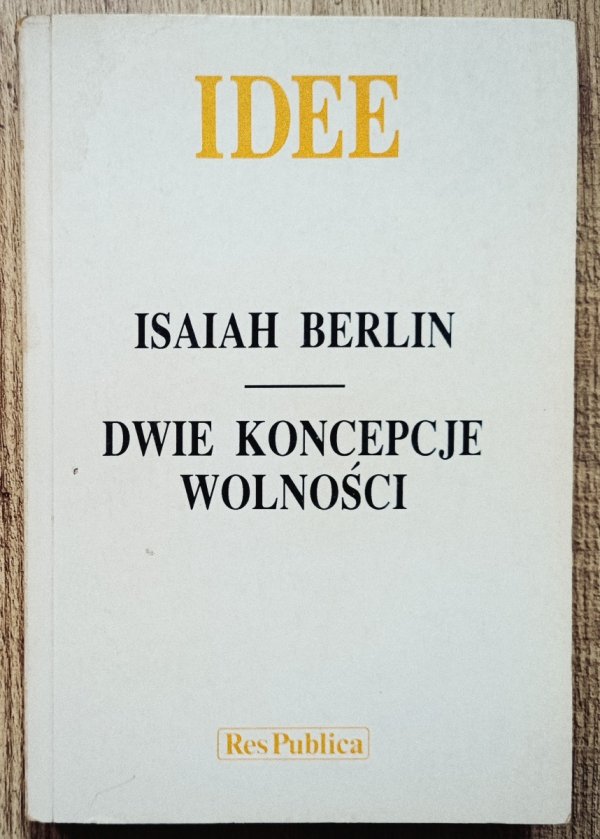 IDEE
ISAIAH BERLIN
DWIE KONCEPCJE
WOLNOŚCI
Res Publica